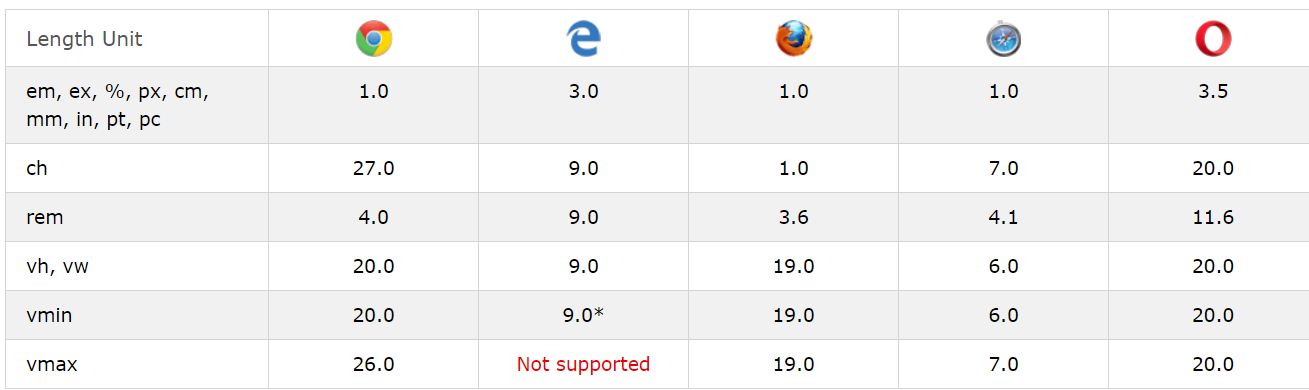 Length Unit
em, ex, %, px, cm, 1.0 3.0 1.0 1.0 3.5
mm, in, pt, pc
ch 27.0 9.0 1.0 7.0 20.0
rem 4.0 9.0 3.6 4.1 11.6
vh, vw 20.0 9.0 19.0 6.0 20.0
vmin 20.0 9.0* 19.0 6.0 20.0
vmax 26.0 Not supported 19.0 7.0 20.0